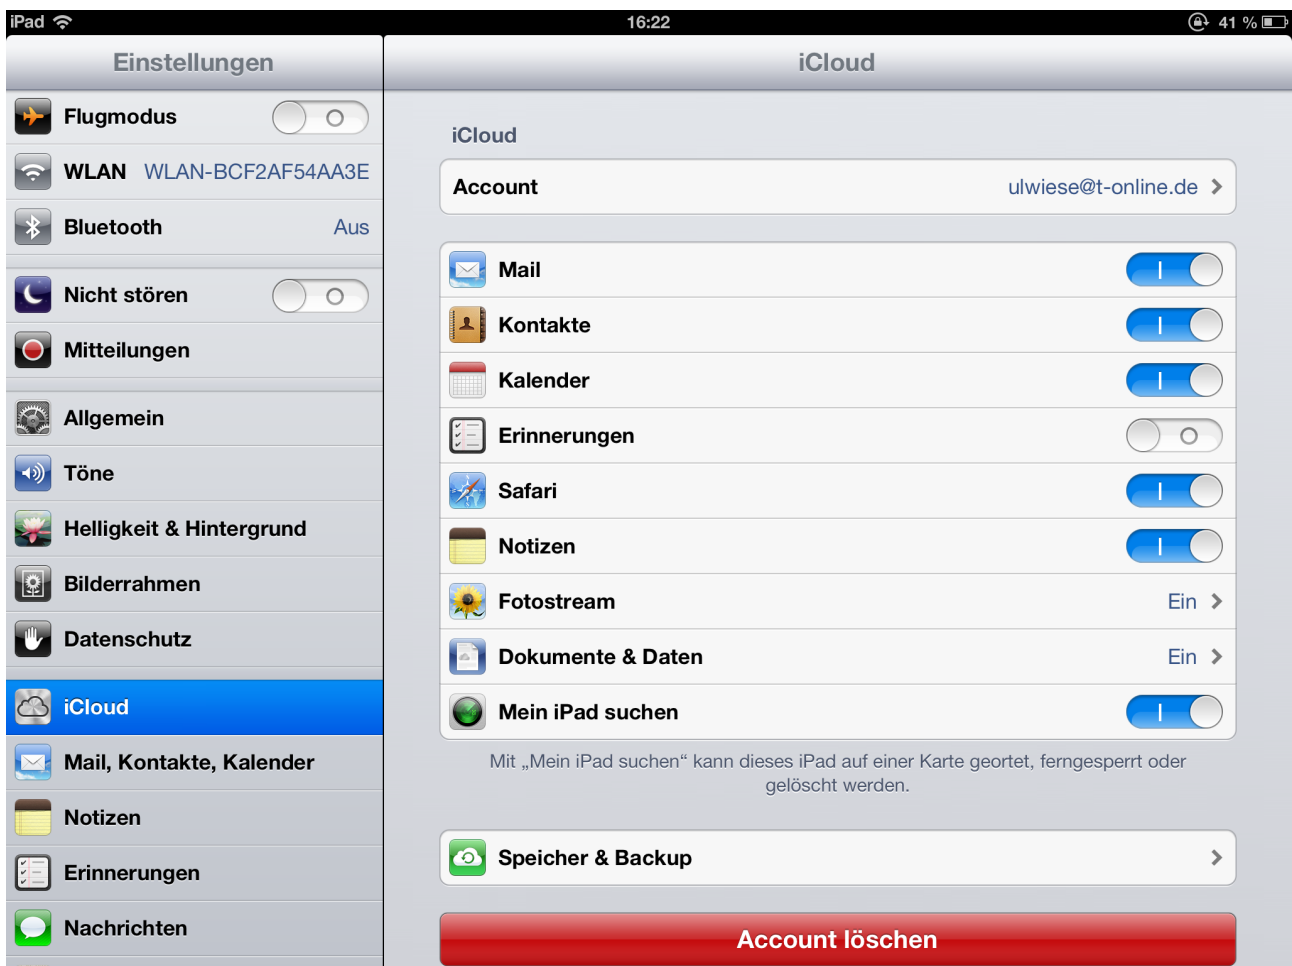 iPad 16:22 41 %
Einstellungen
Flugmodus
WLAN WLAN-BCF2AF54AA3E
Bluetooth Aus
Nicht stören
Mitteilungen
Allgemein
Töne
Helligkeit & Hintergrund
Bilderrahmen
Datenschutz
iCloud
Mail, Kontakte, Kalender
Notizen
Erinnerungen
Nachrichten
iCloud
iCloud
Account ulwiese@t-online.de
Mail
Kontakte
Kalender
Erinnerungen
Safari
Notizen
Fotostream Ein
Dokumente & Daten Ein
Mein iPad suchen
Mit „Mein iPad suchen“ kann dieses iPad auf einer Karte geortet, ferngesperrt oder
gelöscht werden.
Speicher & Backup
Account löschen